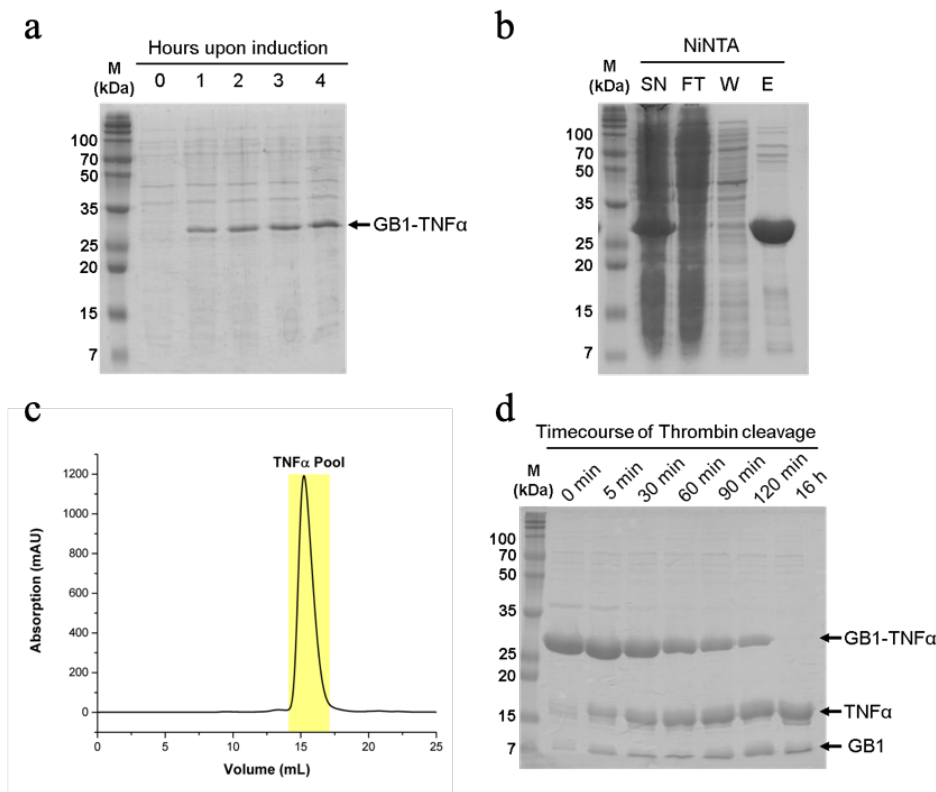 a
Hours upon induction
M
(kDa)
0 1 2 3 4
100
70
50
35
25
20
15
7
GB1-TNFα
b
NiNTA
M
(kDa)
SN FT W E
100
70
50
35
25
20
15
7
c
TNFα Pool
1200
1000
800
600
400
200
0
Absorption (mAU)
0 5 10 15 20 25
Volume (mL)
d
Timecourse of Thrombin cleavage
M
(kDa)
0 min 5 min 30 min 60 min 90 min 120 min 16 h
100
70
50
35
25
20
15
7
GB1-TNFα
TNFα
GB1